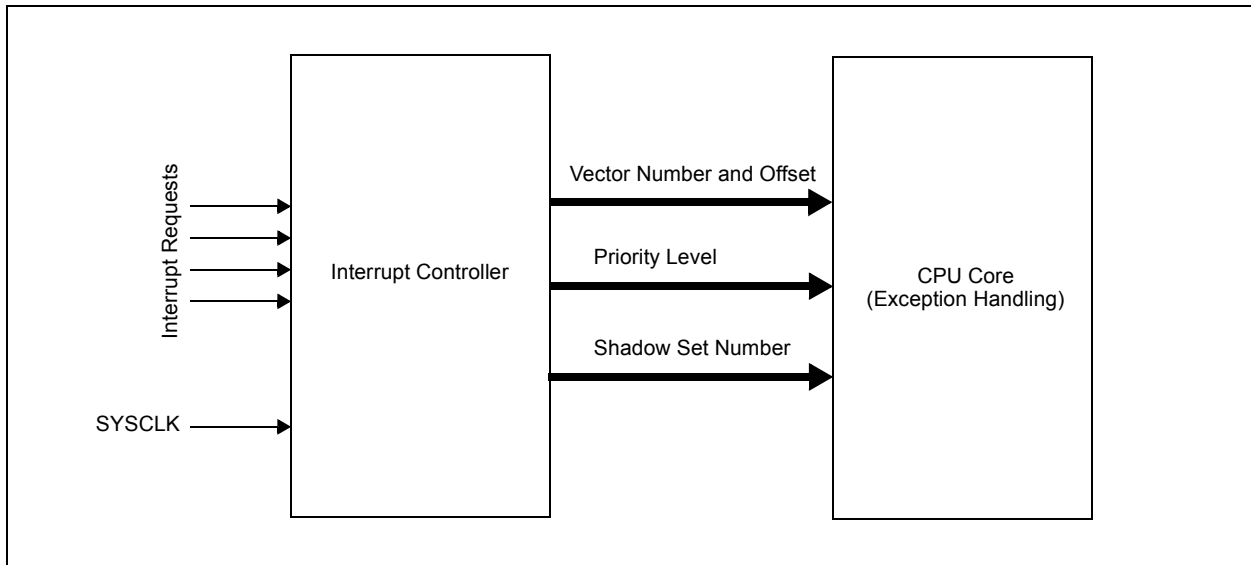 Interrupt Requests
SYSCLK
Interrupt Controller
Vector Number and Offset
Priority Level
Shadow Set Number
CPU Core
(Exception Handling)